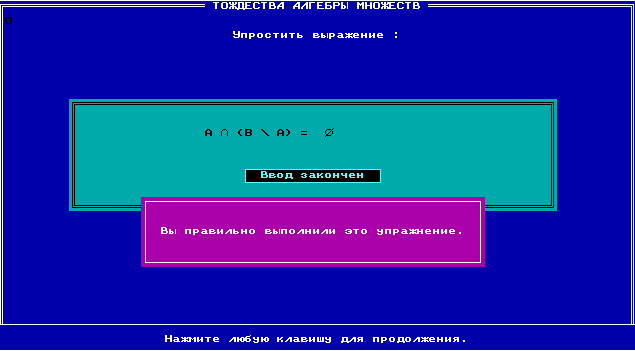 ТОЖДЕСТВА АЛГЕБРЫ МНОЖЕСТВ
Упростить выражение :
A ∩ (B \ A) = ∅
Ввод закончен
Вы правильно выполнили это упражнение.
Нажмите любую клавишу для продолжения.